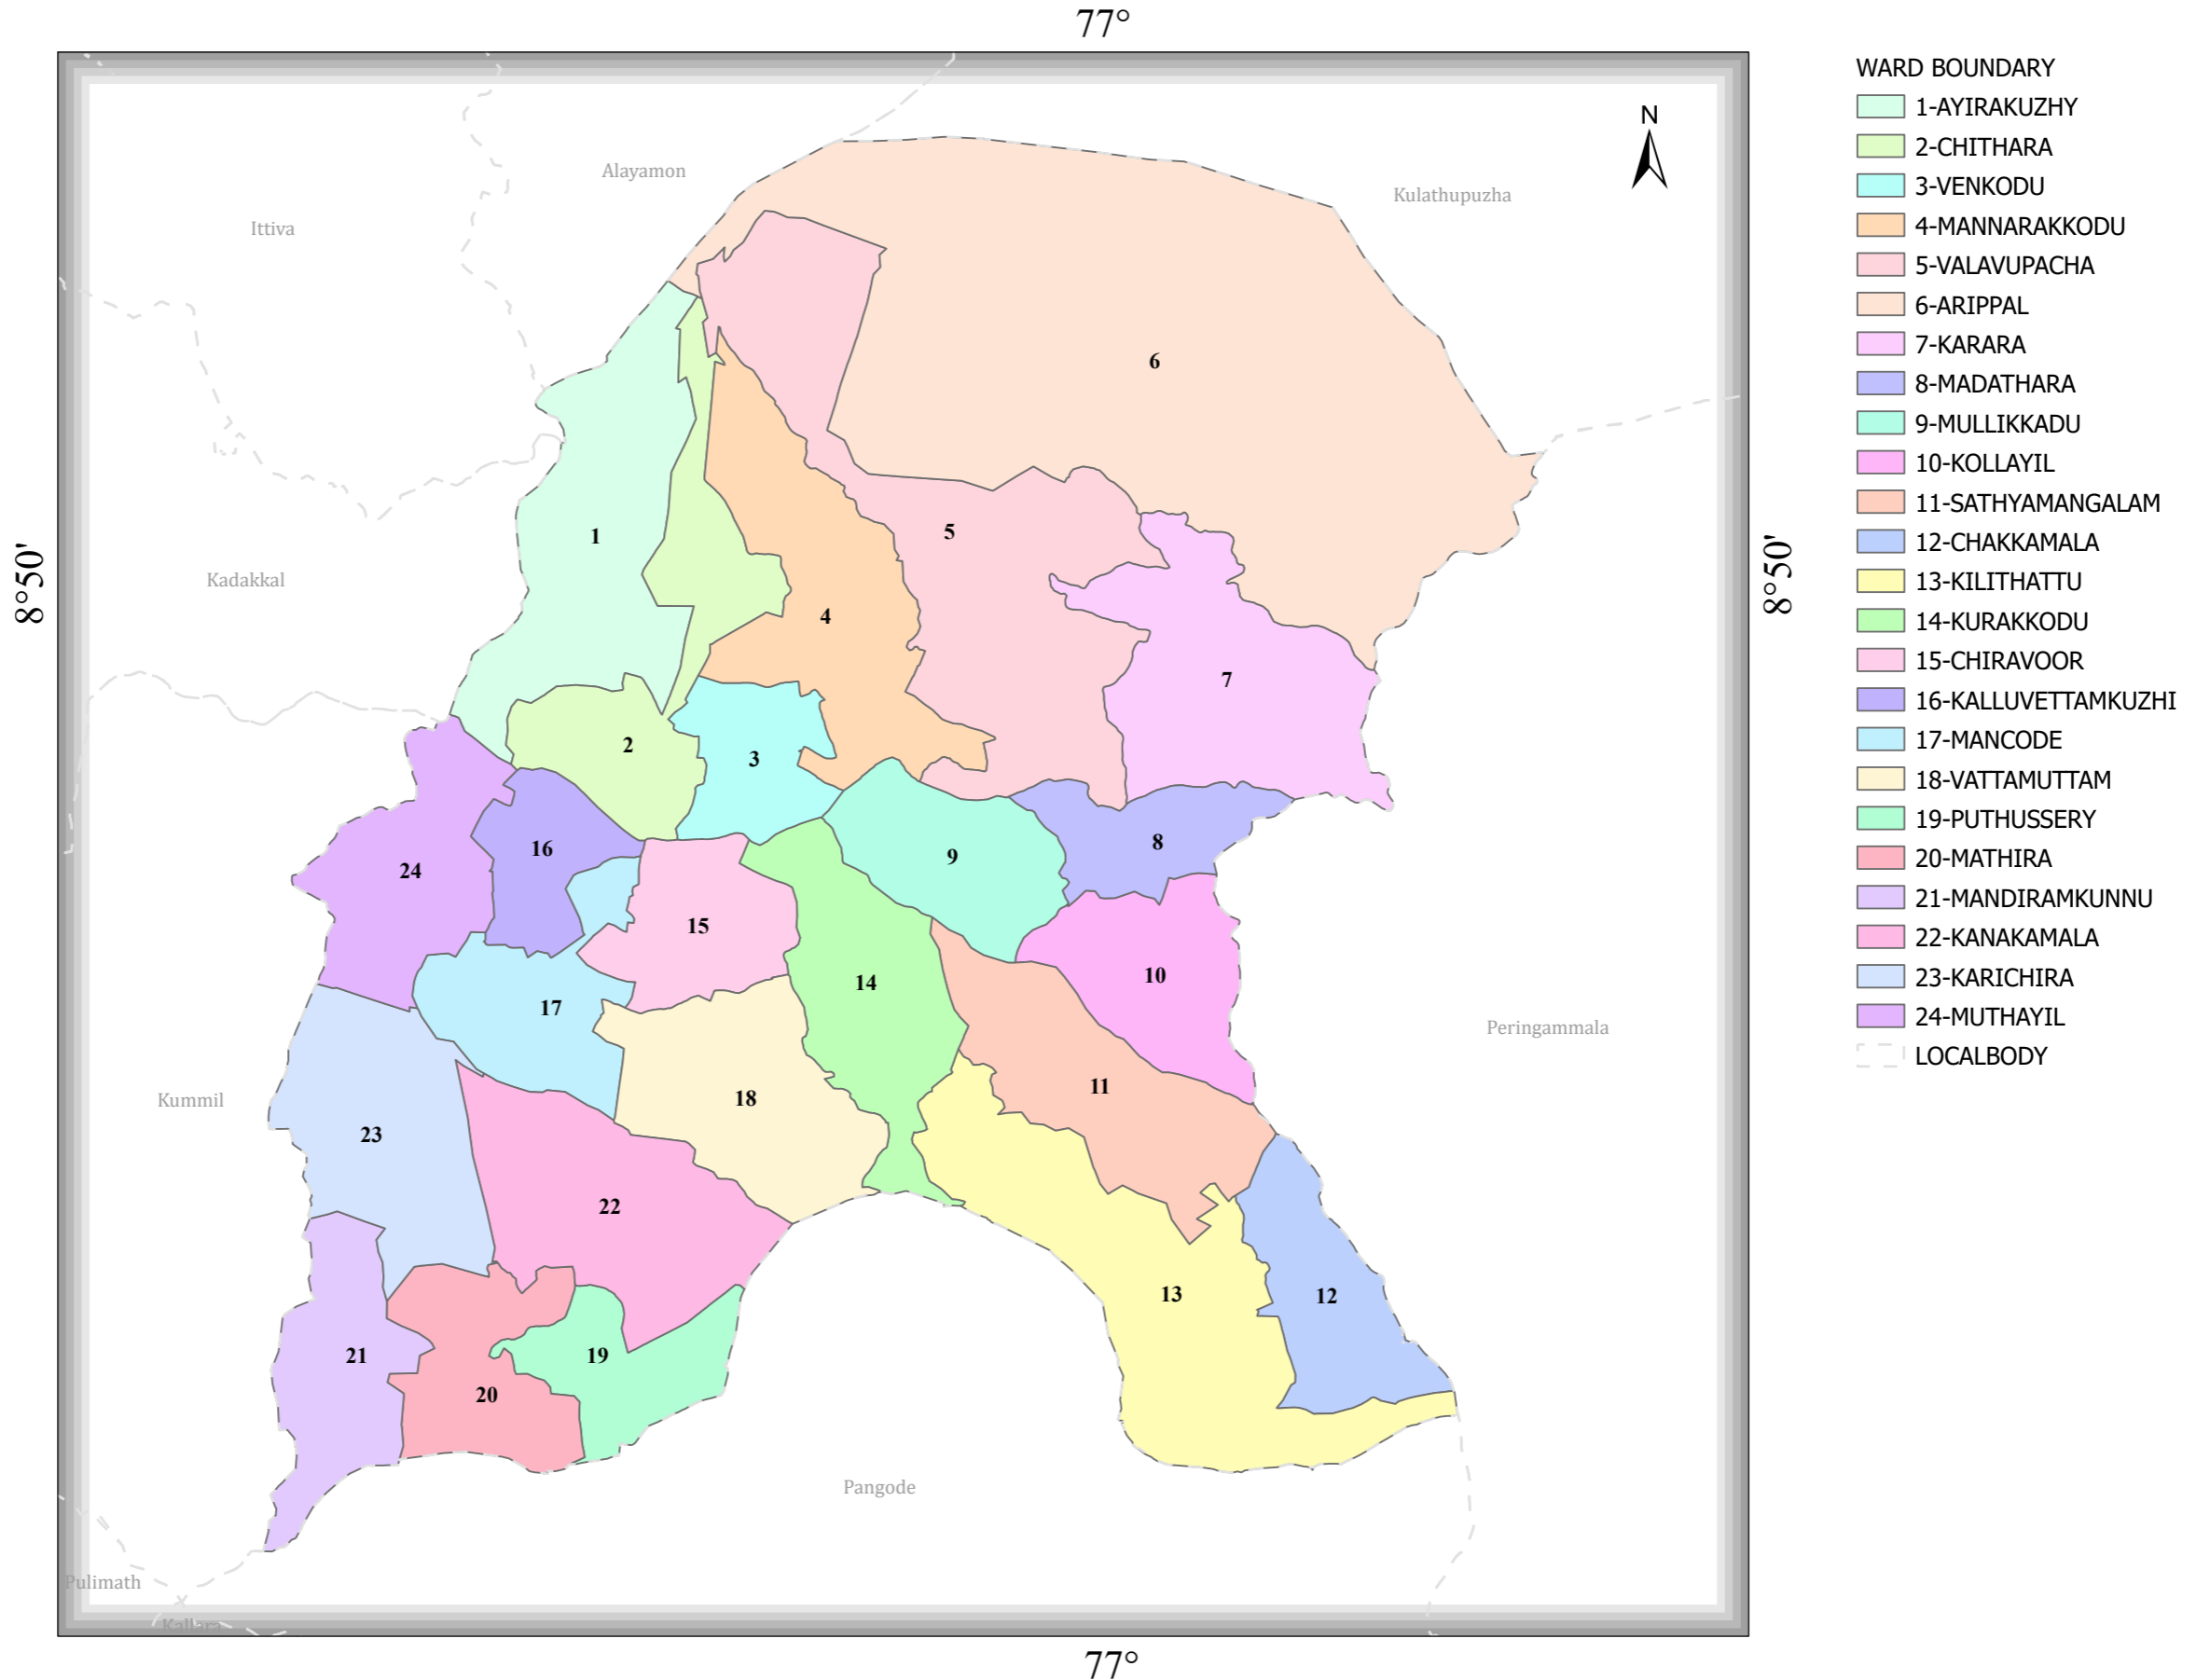 77°
WARD BOUNDARY
1-AYIRAKUZHY
2-CHITHARA
3-VENKODU
4-MANNARAKKODU
5-VALAVUPACHA
6-ARIPPAL
7-KARARA
8-MADATHARA
9-MULLIKKADU
10-KOLLAYIL
11-SATHYAMANGALAM
12-CHAKKAMALA
13-KILITHATTU
14-KURAKKODU
15-CHIRAVOOR
16-KALLUVETTAMKUZHI
17-MANCODE
18-VATTAMUTTAM
19-PUTHUSSERY
20-MATHIRA
21-MANDIRAMKUNNU
22-KANAKAMALA
23-KARICHIRA
24-MUTHAYIL
LOCALBODY
N
Alayamon
Kulathupuzha
Ittiva
6
5
1
Kadakkal
8°50'
8°50'
4
7
2
3
8
16
9
24
15
10
14
17
Peringammala
11
18
Kummil
23
22
13
12
21
19
20
Pangode
Pulimath
Kallara
77°